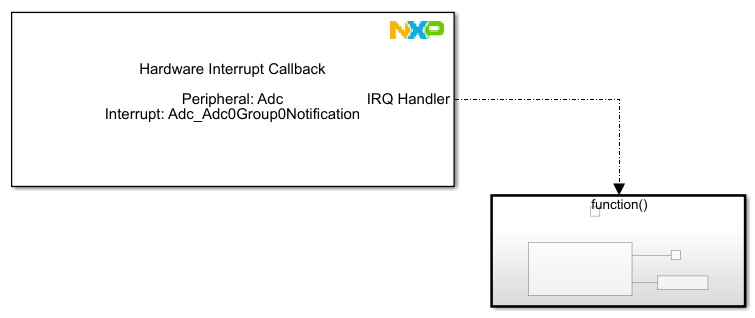 NXP
Hardware Interrupt Callback
Peripheral: Adc
IRQ Handler
Interrupt: Adc_Adc0Group0Notification
function()